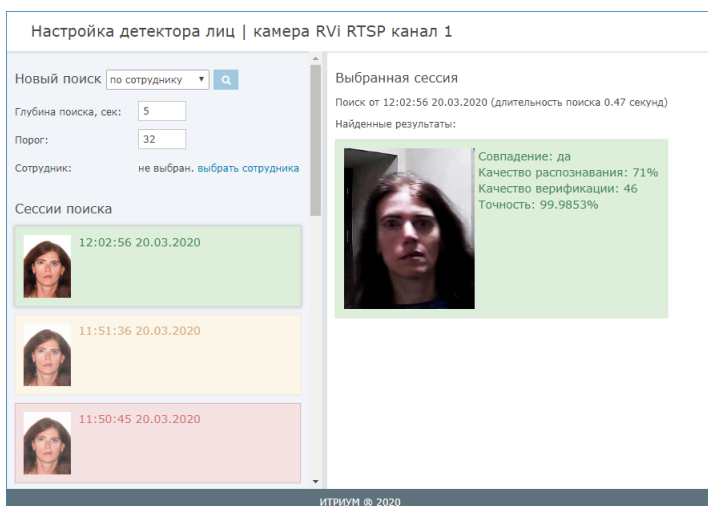 Настройка детектора лиц | камера RVi RTSP канал 1
Новый поиск по сотруднику
Глубина поиска, сек: 5
Порог: 32
Сотрудник: не выбран. выбрать сотрудника
Сессии поиска
12:02:56 20.03.2020
11:51:36 20.03.2020
11:50:45 20.03.2020
Выбранная сессия
Поиск от 12:02:56 20.03.2020 (длительность поиска 0.47 секунд)
Найденные результаты:
Совпадение: да
Качество распознавания: 71%
Качество верификации: 46
Точность: 99.9853%
ИТРИУМ ® 2020